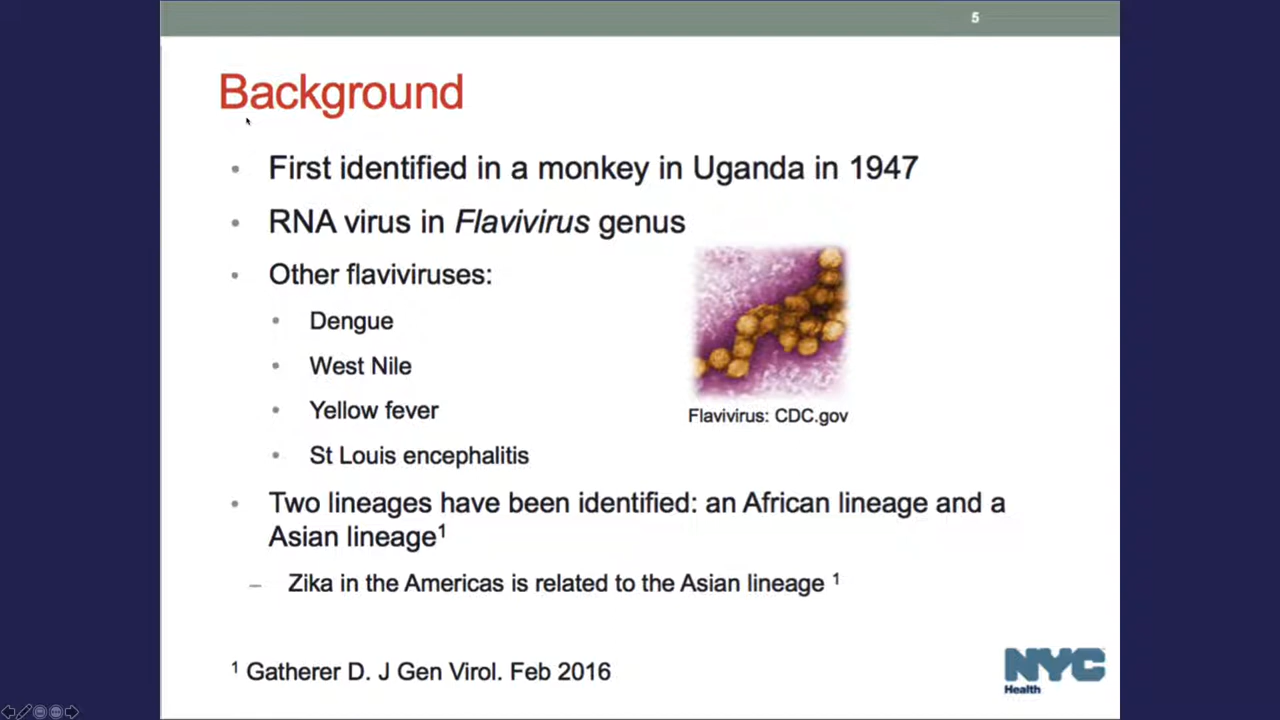 5
Background
• First identified in a monkey in Uganda in 1947
• RNA virus in Flavivirus genus
• Other flaviviruses:
• Dengue
• West Nile
• Yellow fever
• St Louis encephalitis
Flavivirus: CDC.gov
• Two lineages have been identified: an African lineage and a
Asian lineage¹
– Zika in the Americas is related to the Asian lineage ¹
¹ Gatherer D. J Gen Virol. Feb 2016
NYC
Health